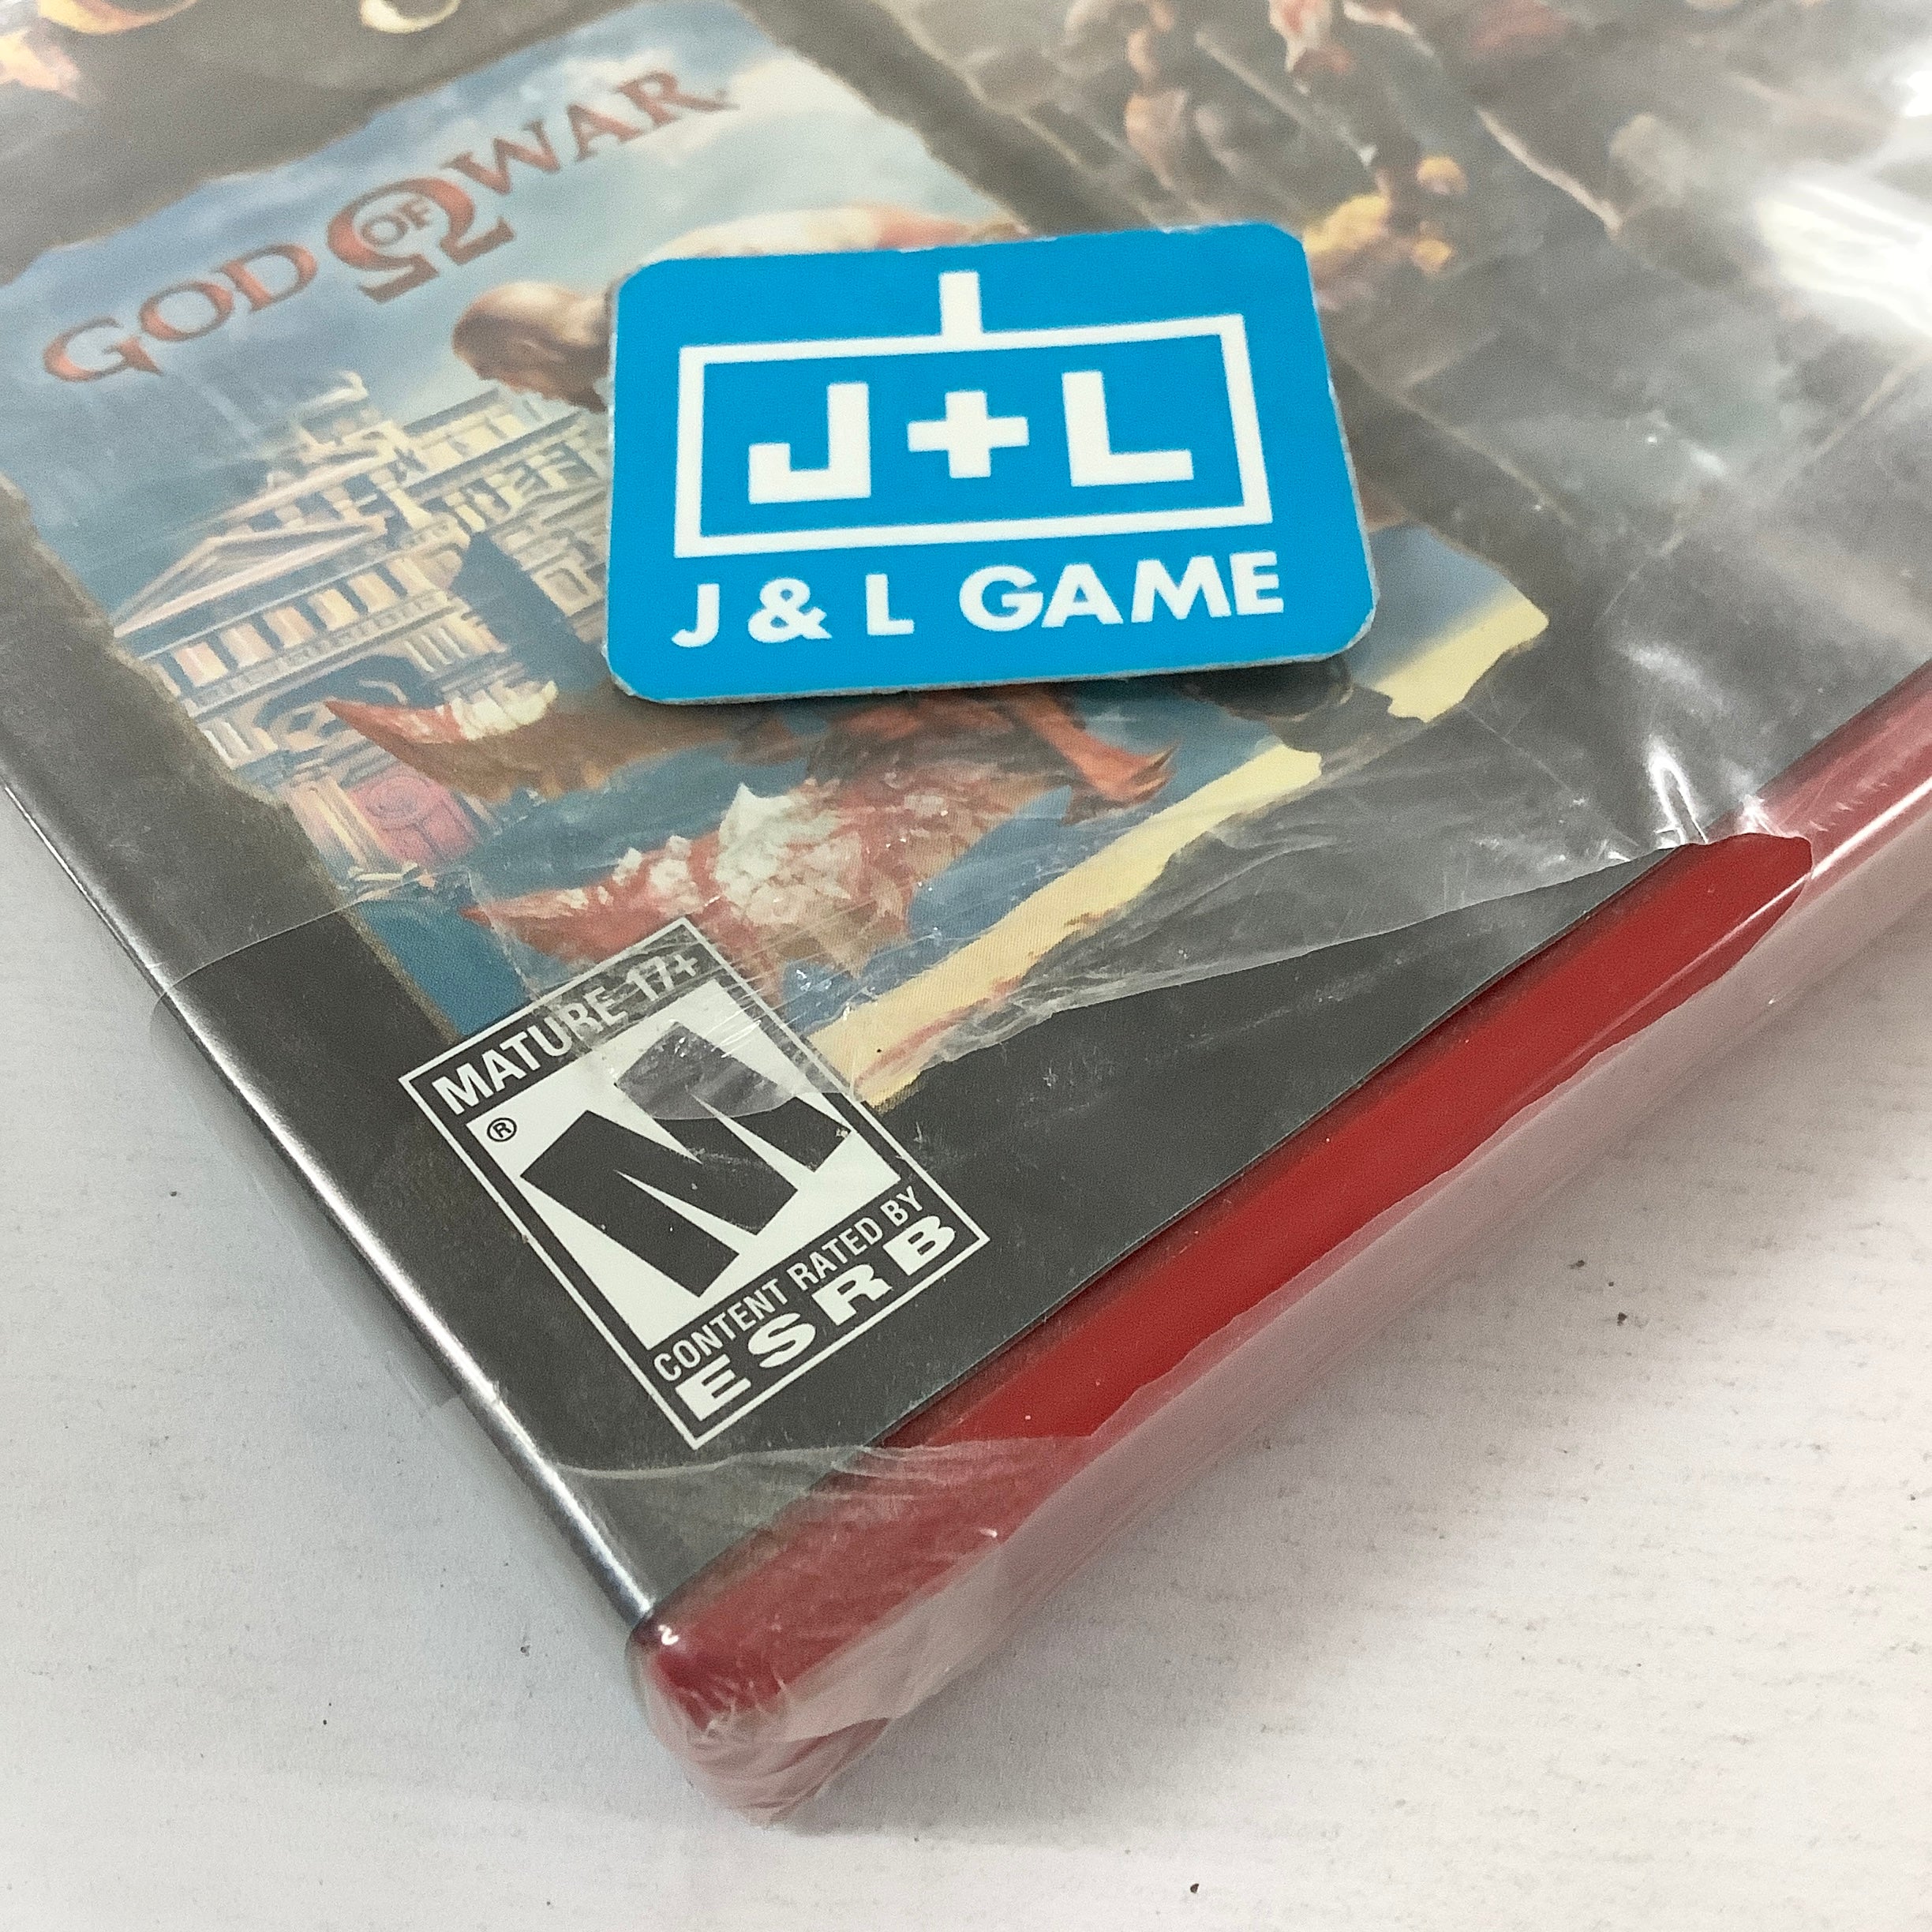 GOD OF WAR
J+L
J & L GAME
MATURE 17+
M
®
CONTENT RATED BY
ESRB